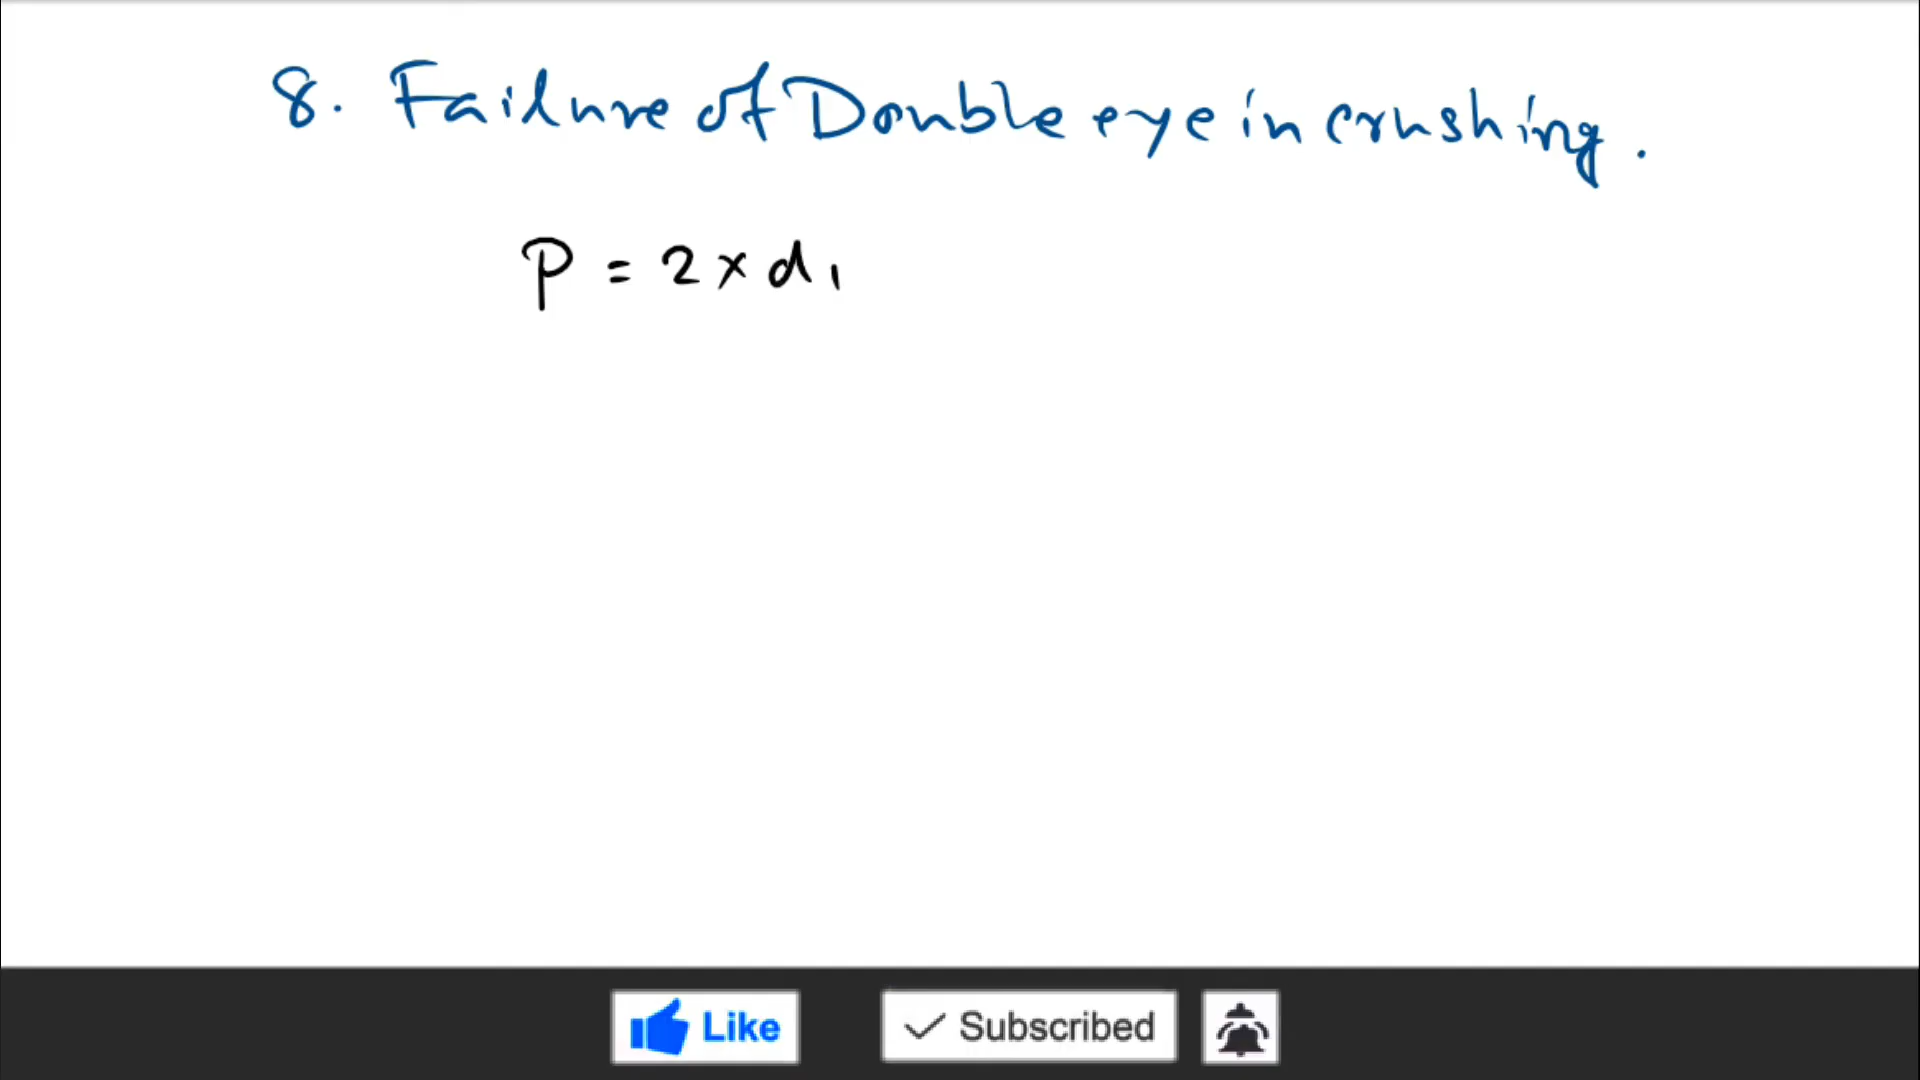 8. Failure of Double eye in crushing.
P = 2 × d₁
Like
Subscribed